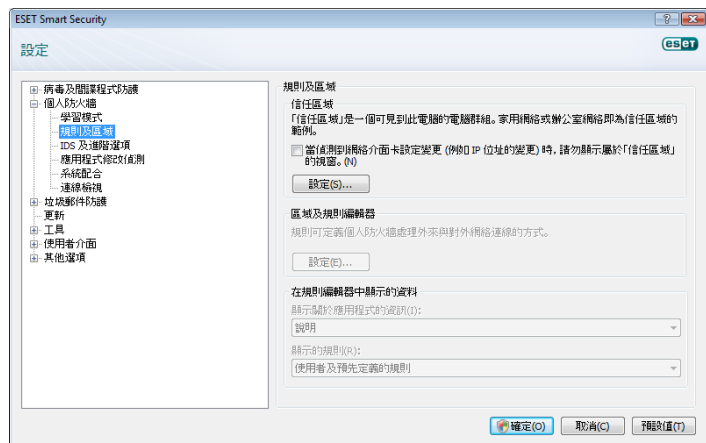 ESET Smart Security
設定
eset
病毒及間諜程式防護
個人防火牆
學習模式
規則及區域
IDS 及進階選項
應用程式修改偵測
系統配合
連線檢視
垃圾郵件防護
更新
工具
使用者介面
其他選項
規則及區域
信任區域
「信任區域」是一個可見到此電腦的電腦群組。家用網絡或辦公室網絡即為信任區域的
範例。
當偵測到網絡介面卡設定變更 (例如 IP 位址的變更) 時，請勿顯示屬於「信任區域」
的視窗。(N)
設定(S)...
區域及規則編輯器
規則可定義個人防火牆處理外來與對外網絡連線的方式。
設定(E)...
在規則編輯器中顯示的資料
顯示關於應用程式的資訊(I):
說明
顯示的規則(R):
使用者及預先定義的規則
確定(O)
取消(C)
預設值(T)